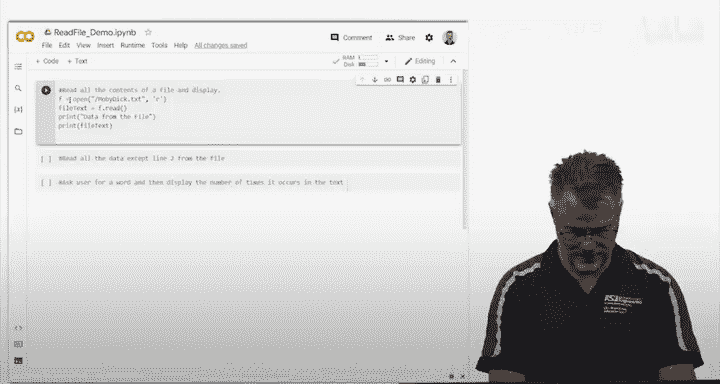 ReadFile_Demo.ipynb
Comment
Share
File Edit View Insert Runtime Tools Help All changes saved
+ Code + Text
RAM
Disk
Editing
#Read all the contents of a file and display.
f = open("/MobyDick.txt", 'r')
fileText = f.read()
print("Data from the File")
print(fileText)
[ ] #Read all the data except line 2 from the file
[ ] #Ask user for a word and then display the number of times it occurs in the text
ASU